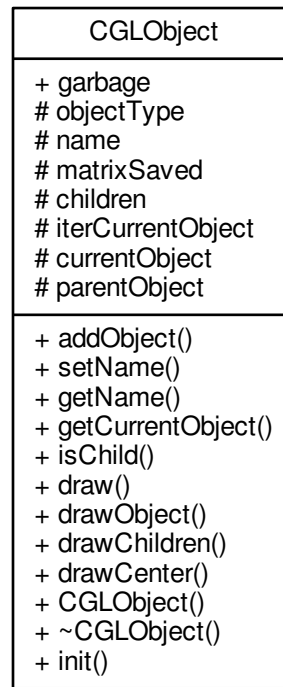 CGLObject
+ garbage
# objectType
# name
# matrixSaved
# children
# iterCurrentObject
# currentObject
# parentObject
+ addObject()
+ setName()
+ getName()
+ getCurrentObject()
+ isChild()
+ draw()
+ drawObject()
+ drawChildren()
+ drawCenter()
+ CGLObject()
+ ~CGLObject()
+ init()